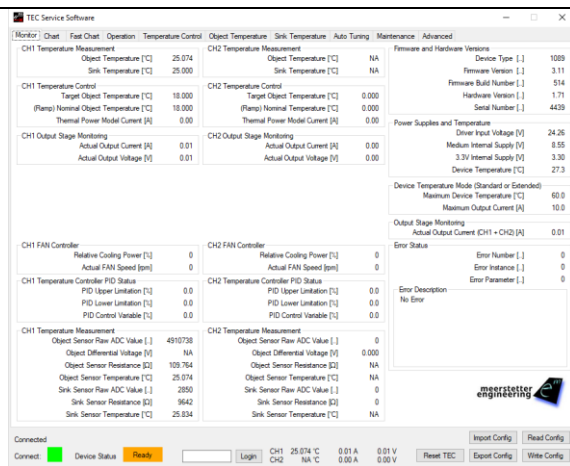 TEC Service Software
Monitor Chart Fast Chart Operation Temperature Control Object Temperature Sink Temperature Auto Tuning Maintenance Advanced
CH1 Temperature Measurement
Object Temperature [°C] 25.074
Sink Temperature [°C] 25.000
CH1 Temperature Control
Target Object Temperature [°C] 18.000
(Ramp) Nominal Object Temperature [°C] 18.000
Thermal Power Model Current [A] 0.00
CH1 Output Stage Monitoring
Actual Output Current [A] 0.01
Actual Output Voltage [V] 0.01
CH1 FAN Controller
Relative Cooling Power [%] 0
Actual FAN Speed [rpm] 0
CH1 Temperature Controller PID Status
PID Upper Limitation [%] 0.0
PID Lower Limitation [%] 0.0
PID Control Variable [%] 0.0
CH1 Temperature Measurement
Object Sensor Raw ADC Value [..] 4910738
Object Differential Voltage [V] NA
Object Sensor Resistance [Ω] 109.764
Object Sensor Temperature [°C] 25.074
Sink Sensor Raw ADC Value [..] 2850
Sink Sensor Resistance [Ω] 9642
Sink Sensor Temperature [°C] 25.834
CH2 Temperature Measurement
Object Temperature [°C] NA
Sink Temperature [°C] NA
CH2 Temperature Control
Target Object Temperature [°C] 0.000
(Ramp) Nominal Object Temperature [°C] 0.000
Thermal Power Model Current [A] 0.00
CH2 Output Stage Monitoring
Actual Output Current [A] 0.00
Actual Output Voltage [V] 0.00
CH2 FAN Controller
Relative Cooling Power [%] 0
Actual FAN Speed [rpm] 0
CH2 Temperature Controller PID Status
PID Upper Limitation [%] 0.0
PID Lower Limitation [%] 0.0
PID Control Variable [%] 0.0
CH2 Temperature Measurement
Object Sensor Raw ADC Value [..] 0
Object Differential Voltage [V] 0.000
Object Sensor Resistance [Ω] 0
Object Sensor Temperature [°C] NA
Sink Sensor Raw ADC Value [..] 0
Sink Sensor Resistance [Ω] 0
Sink Sensor Temperature [°C] NA
Firmware and Hardware Versions
Device Type [..] 1089
Firmware Version [..] 3.11
Firmware Build Number [..] 514
Hardware Version [..] 1.71
Serial Number [..] 4439
Power Supplies and Temperature
Driver Input Voltage [V] 24.26
Medium Internal Supply [V] 8.55
3.3V Internal Supply [V] 3.30
Device Temperature [°C] 27.3
Device Temperature Mode (Standard or Extended)
Maximum Device Temperature [°C] 60.0
Maximum Output Current [A] 10.0
Output Stage Monitoring
Actual Output Current (CH1 + CH2) [A] 0.01
Error Status
Error Number [..] 0
Error Instance [..] 0
Error Parameter [..] 0
Error Description
No Error
meerstetter
engineering
Connected
Import Config Read Config
Connect: Device Status Ready Login CH1 25.074 °C 0.01 A 0.01 V
CH2 NA °C 0.00 A 0.00 V
Reset TEC Export Config Write Config